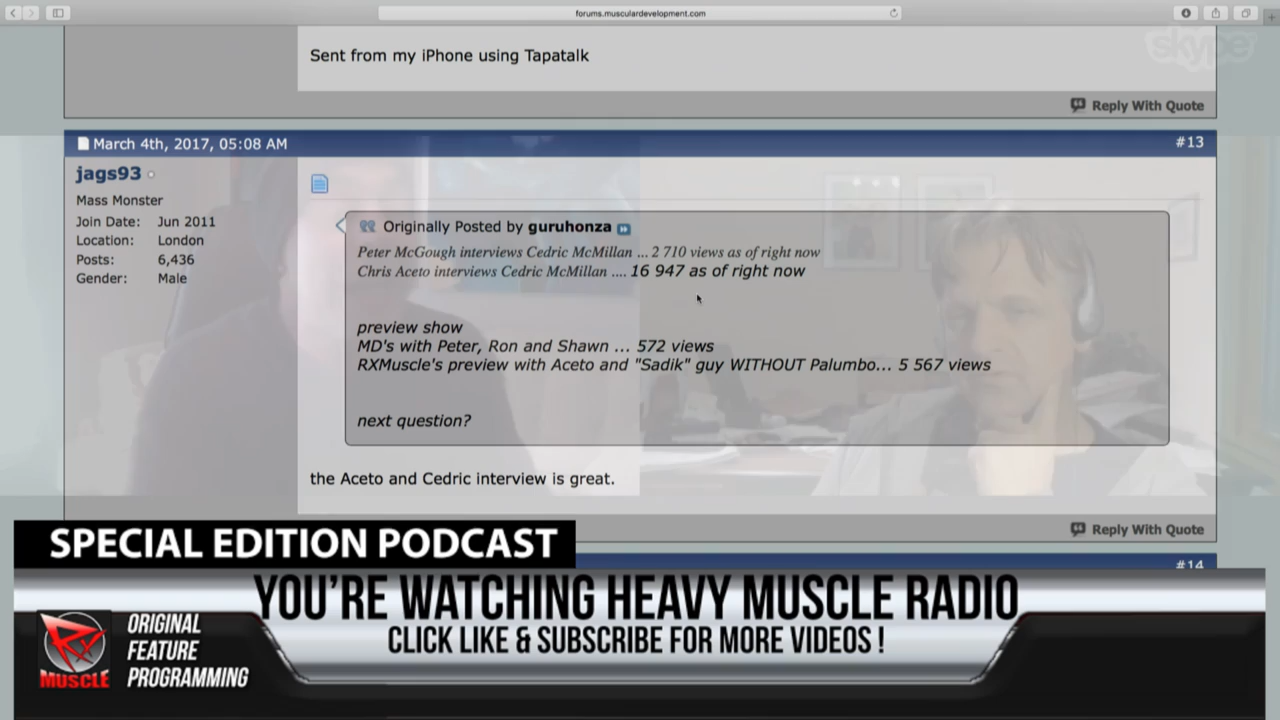 forums.musculardevelopment.com
skype
Sent from my iPhone using Tapatalk
Reply With Quote
March 4th, 2017, 05:08 AM
#13
jags93
Mass Monster
Join Date: Jun 2011
Location: London
Posts: 6,436
Gender: Male
Originally Posted by guruhonza
Peter McGough interviews Cedric McMillan ... 2 710 views as of right now
Chris Aceto interviews Cedric McMillan .... 16 947 as of right now
preview show
MD's with Peter, Ron and Shawn ... 572 views
RXMuscle's preview with Aceto and "Sadik" guy WITHOUT Palumbo... 5 567 views
next question?
the Aceto and Cedric interview is great.
Reply With Quote
#14
SPECIAL EDITION PODCAST
YOU'RE WATCHING HEAVY MUSCLE RADIO
CLICK LIKE & SUBSCRIBE FOR MORE VIDEOS !
MUSCLE
ORIGINAL
FEATURE
PROGRAMMING